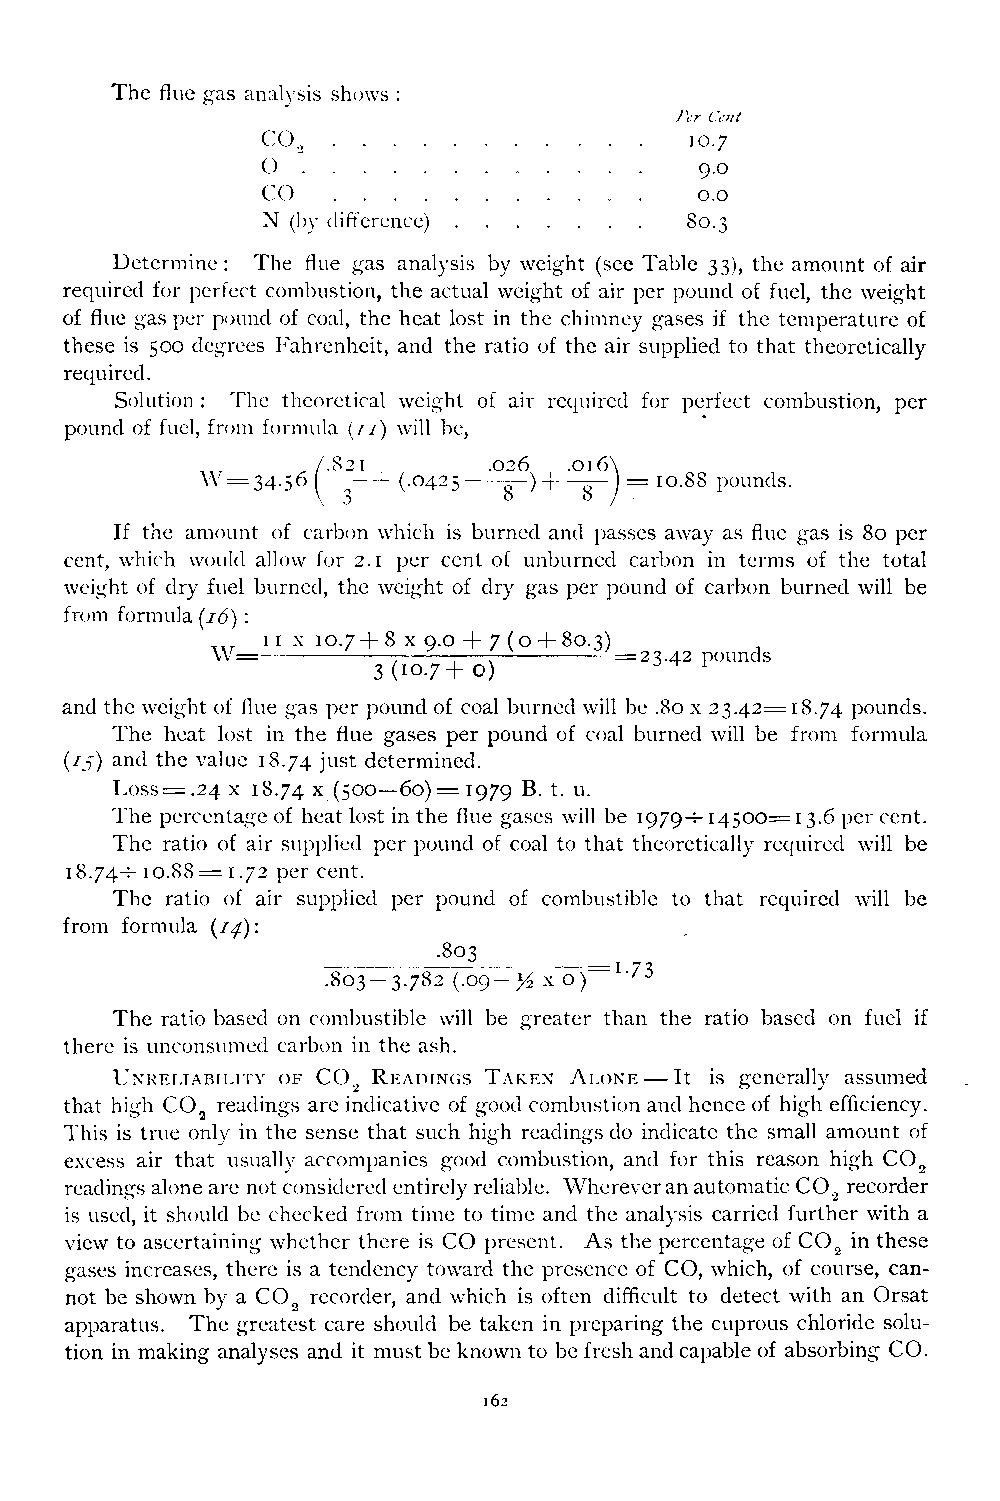 The flue gas analysis shows :
Per Cent
CO₂ . . . . . . . . . . . 10.7
O . . . . . . . . . . . . 9.0
CO . . . . . . . . . . . 0.0
N (by difference) . . . . . . . 80.3
Determine : The flue gas analysis by weight (see Table 33), the amount of air
required for perfect combustion, the actual weight of air per pound of fuel, the weight
of flue gas per pound of coal, the heat lost in the chimney gases if the temperature of
these is 500 degrees Fahrenheit, and the ratio of the air supplied to that theoretically
required.
Solution : The theoretical weight of air required for perfect combustion, per
pound of fuel, from formula (11) will be,
W=34.56 ( .821/3 + (.0425 − .026/8) + .016/8 ) = 10.88 pounds.
If the amount of carbon which is burned and passes away as flue gas is 80 per
cent, which would allow for 2.1 per cent of unburned carbon in terms of the total
weight of dry fuel burned, the weight of dry gas per pound of carbon burned will be
from formula (16) :
11 x 10.7 + 8 x 9.0 + 7 (0 + 80.3)
W= =23.42 pounds
3 (10.7 + 0)
and the weight of flue gas per pound of coal burned will be .80 x 23.42=18.74 pounds.
The heat lost in the flue gases per pound of coal burned will be from formula
(15) and the value 18.74 just determined.
Loss=.24 x 18.74 x (500—60)=1979 B. t. u.
The percentage of heat lost in the flue gases will be 1979÷14500=13.6 per cent.
The ratio of air supplied per pound of coal to that theoretically required will be
18.74÷10.88=1.72 per cent.
The ratio of air supplied per pound of combustible to that required will be
from formula (14):
.803
=1.73
.803—3.782 (.09—½ x 0)
The ratio based on combustible will be greater than the ratio based on fuel if
there is unconsumed carbon in the ash.
UNRELIABILITY OF CO₂ READINGS TAKEN ALONE—It is generally assumed
that high CO₂ readings are indicative of good combustion and hence of high efficiency.
This is true only in the sense that such high readings do indicate the small amount of
excess air that usually accompanies good combustion, and for this reason high CO₂
readings alone are not considered entirely reliable. Wherever an automatic CO₂ recorder
is used, it should be checked from time to time and the analysis carried further with a
view to ascertaining whether there is CO present. As the percentage of CO₂ in these
gases increases, there is a tendency toward the presence of CO, which, of course, can-
not be shown by a CO₂ recorder, and which is often difficult to detect with an Orsat
apparatus. The greatest care should be taken in preparing the cuprous chloride solu-
tion in making analyses and it must be known to be fresh and capable of absorbing CO.
162